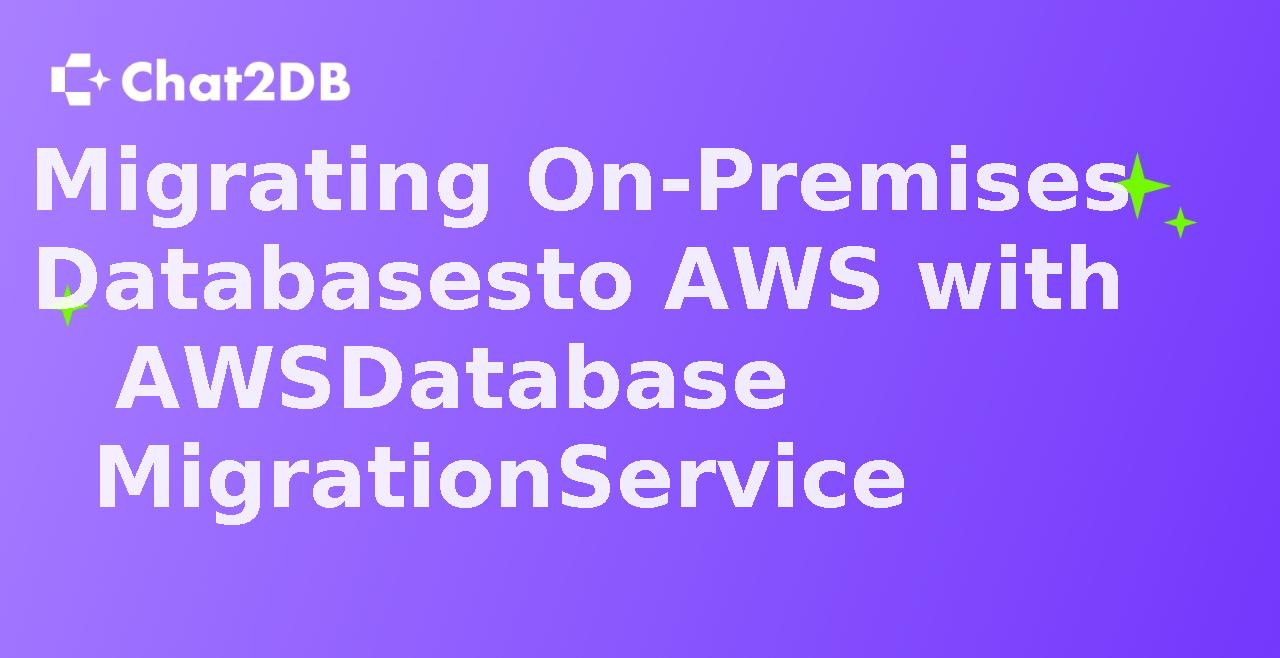 Chat2DB
Migrating On-Premises
Databasesto AWS with
AWSDatabase
MigrationService